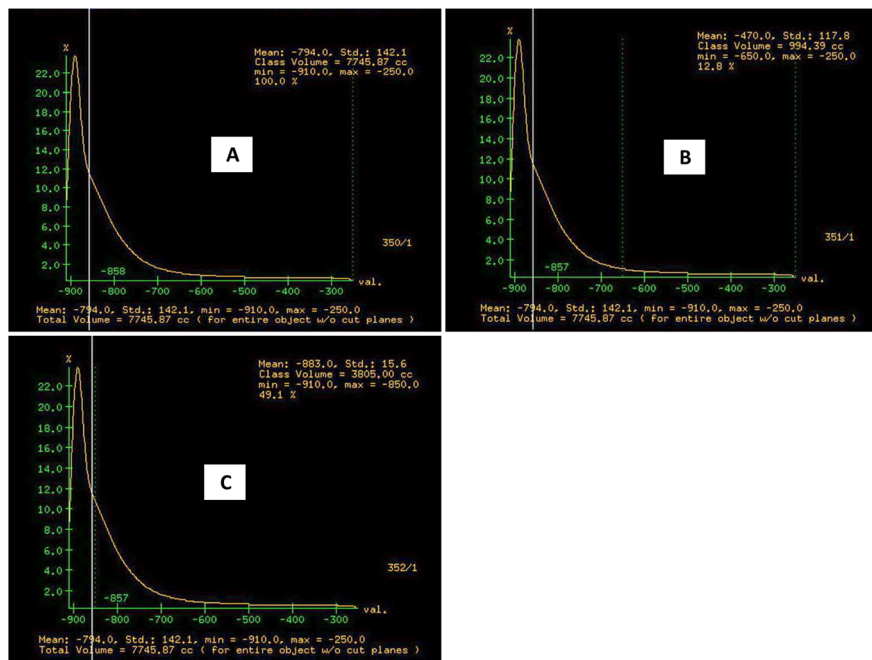 %
Mean: -794.0, Std.: 142.1
Class Volume = 7745.87 cc
min = -910.0, max = -250.0
100.0 %
22.0
20.0
18.0
16.0
14.0
12.0
10.0
8.0
6.0
4.0
2.0
A
350/1
-858
val.
-900 -800 -700 -600 -500 -400 -300
Mean: -794.0, Std.: 142.1, min = -910.0, max = -250.0
Total Volume = 7745.87 cc ( for entire object w/o cut planes )
%
Mean: -470.0, Std.: 117.8
Class Volume = 994.39 cc
min = -650.0, max = -250.0
12.8 %
22.0
20.0
18.0
16.0
14.0
12.0
10.0
8.0
6.0
4.0
2.0
B
351/1
-857
val.
-900 -800 -700 -600 -500 -400 -300
Mean: -794.0, Std.: 142.1, min = -910.0, max = -250.0
Total Volume = 7745.87 cc ( for entire object w/o cut planes )
%
Mean: -883.0, Std.: 15.6
Class Volume = 3805.00 cc
min = -910.0, max = -850.0
49.1 %
22.0
20.0
18.0
16.0
14.0
12.0
10.0
8.0
6.0
4.0
2.0
C
352/1
-857
val.
-900 -800 -700 -600 -500 -400 -300
Mean: -794.0, Std.: 142.1, min = -910.0, max = -250.0
Total Volume = 7745.87 cc ( for entire object w/o cut planes )